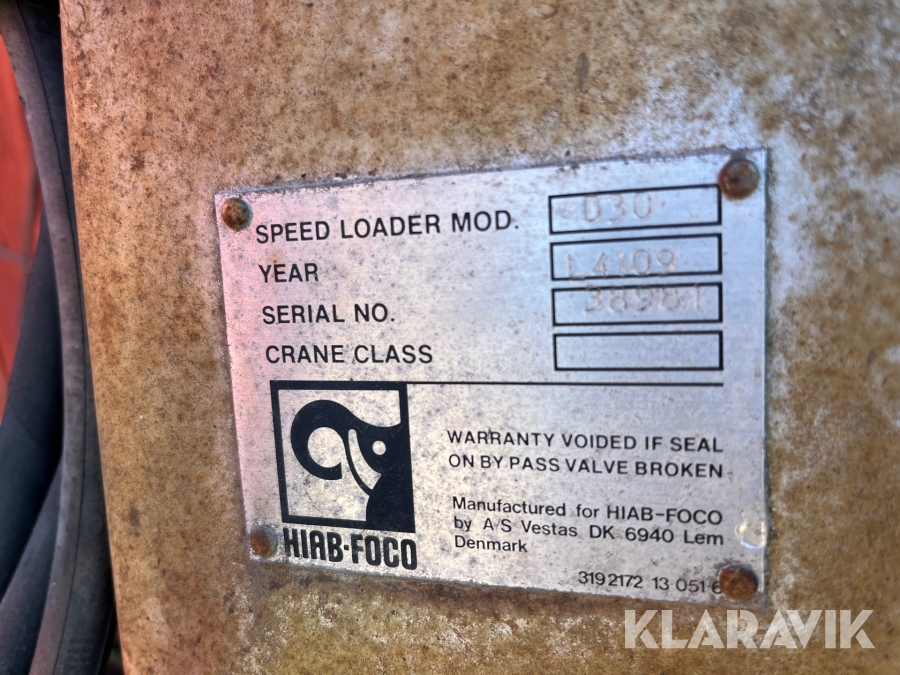 SPEED LOADER MOD. 030
YEAR L4109
SERIAL NO. 38981
CRANE CLASS
WARRANTY VOIDED IF SEAL
ON BY PASS VALVE BROKEN
Manufactured for HIAB-FOCO
by A/S Vestas DK 6940 Lem
Denmark
HIAB-FOCO
3192172 13 051
KLARAVIK